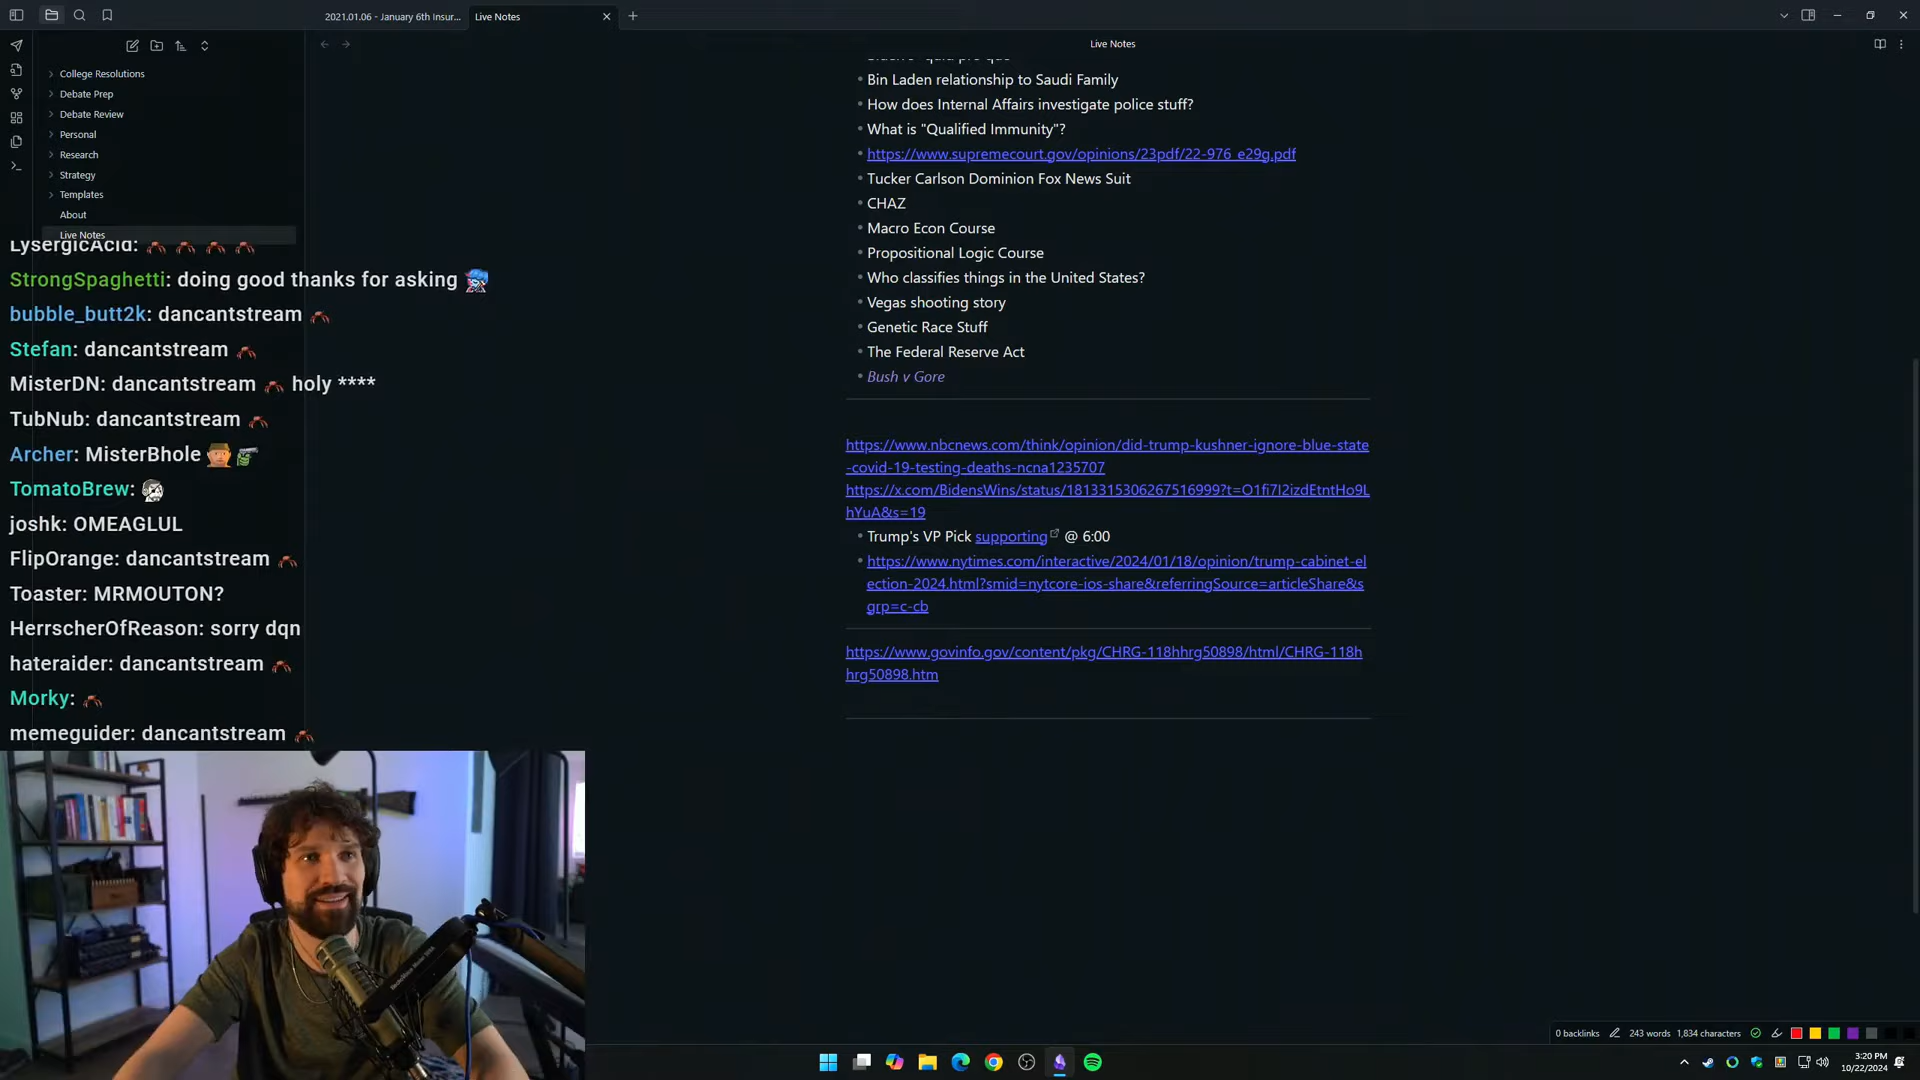 2021.01.06 - January 6th Insur...
Live Notes
Live Notes
College Resolutions
Debate Prep
Debate Review
Personal
Research
Strategy
Templates
About
Live Notes
LysergicAcid:
StrongSpaghetti: doing good thanks for asking
bubble_butt2k: dancantstream
Stefan: dancantstream
MisterDN: dancantstream holy ****
TubNub: dancantstream
Archer: MisterBhole
TomatoBrew:
joshk: OMEAGLUL
FlipOrange: dancantstream
Toaster: MRMOUTON?
HerrscherOfReason: sorry dqn
hateraider: dancantstream
Morky:
memeguider: dancantstream
Bin Laden relationship to Saudi Family
How does Internal Affairs investigate police stuff?
What is "Qualified Immunity"?
https://www.supremecourt.gov/opinions/23pdf/22-976_e29g.pdf
Tucker Carlson Dominion Fox News Suit
CHAZ
Macro Econ Course
Propositional Logic Course
Who classifies things in the United States?
Vegas shooting story
Genetic Race Stuff
The Federal Reserve Act
Bush v Gore
https://www.nbcnews.com/think/opinion/did-trump-kushner-ignore-blue-state
-covid-19-testing-deaths-ncna1235707
https://x.com/BidensWins/status/1813315306267516999?t=O1fi7I2izdEtntHo9L
hYuA&s=19
Trump's VP Pick supporting @ 6:00
https://www.nytimes.com/interactive/2024/01/18/opinion/trump-cabinet-el
ection-2024.html?smid=nytcore-ios-share&referringSource=articleShare&s
grp=c-cb
https://www.govinfo.gov/content/pkg/CHRG-118hhrg50898/html/CHRG-118h
hrg50898.htm
0 backlinks 243 words 1,834 characters
3:20 PM
10/22/2024